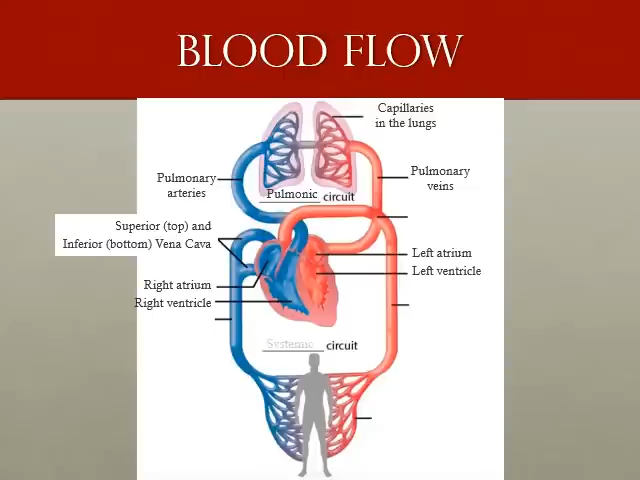 BLOOD FLOW
Capillaries
in the lungs
Pulmonary
arteries
Pulmonary
veins
Pulmonic circuit
Superior (top) and
Inferior (bottom) Vena Cava
Left atrium
Left ventricle
Right atrium
Right ventricle
Systemic circuit